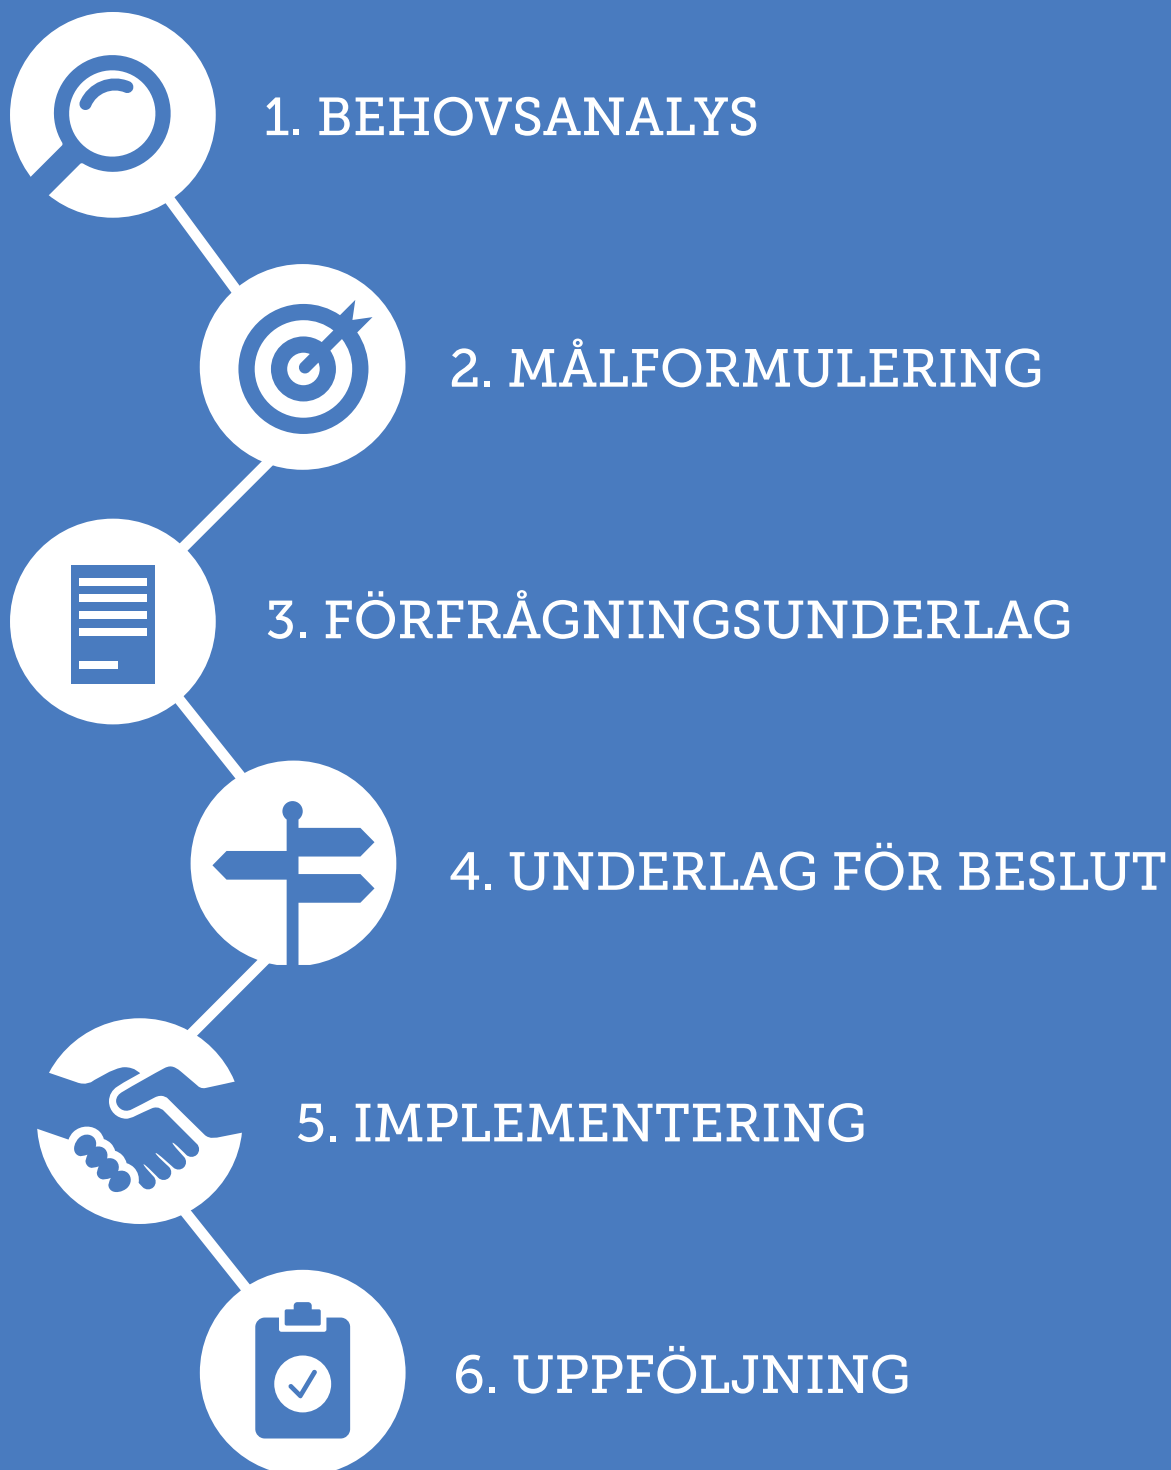 1. BEHOVSANALYS
2. MÅLFORMULERING
3. FÖRFRÅGNINGSUNDERLAG
4. UNDERLAG FÖR BESLUT
5. IMPLEMENTERING
6. UPPFÖLJNING